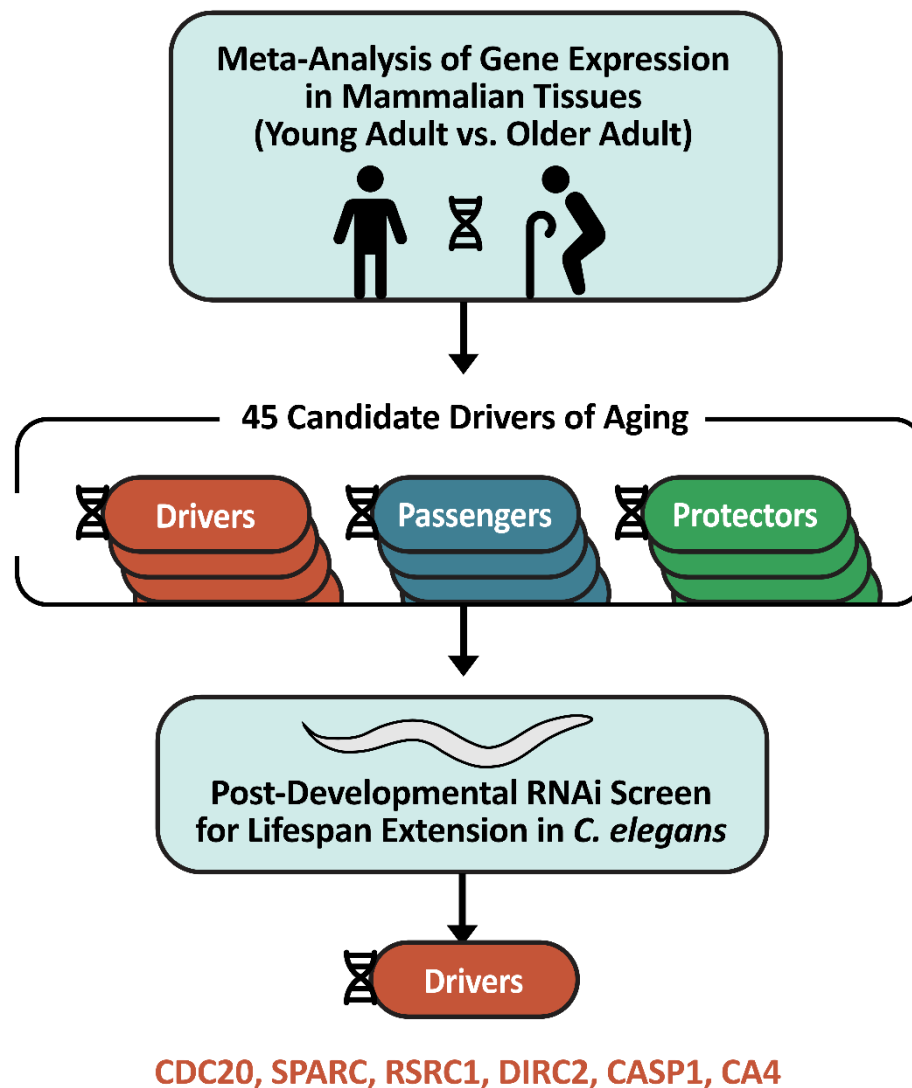 Meta-Analysis of Gene Expression
in Mammalian Tissues
(Young Adult vs. Older Adult)
45 Candidate Drivers of Aging
Drivers
Passengers
Protectors
Post-Developmental RNAi Screen
for Lifespan Extension in C. elegans
Drivers
CDC20, SPARC, RSRC1, DIRC2, CASP1, CA4